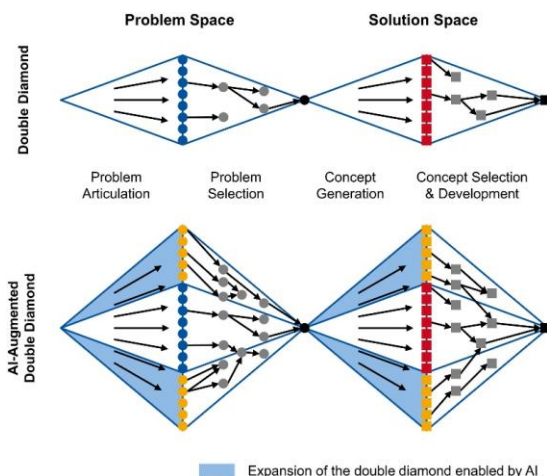 Problem Space
Solution Space
Double Diamond
Problem
Articulation
Problem
Selection
Concept
Generation
Concept Selection
& Development
AI-Augmented
Double Diamond
Expansion of the double diamond enabled by AI